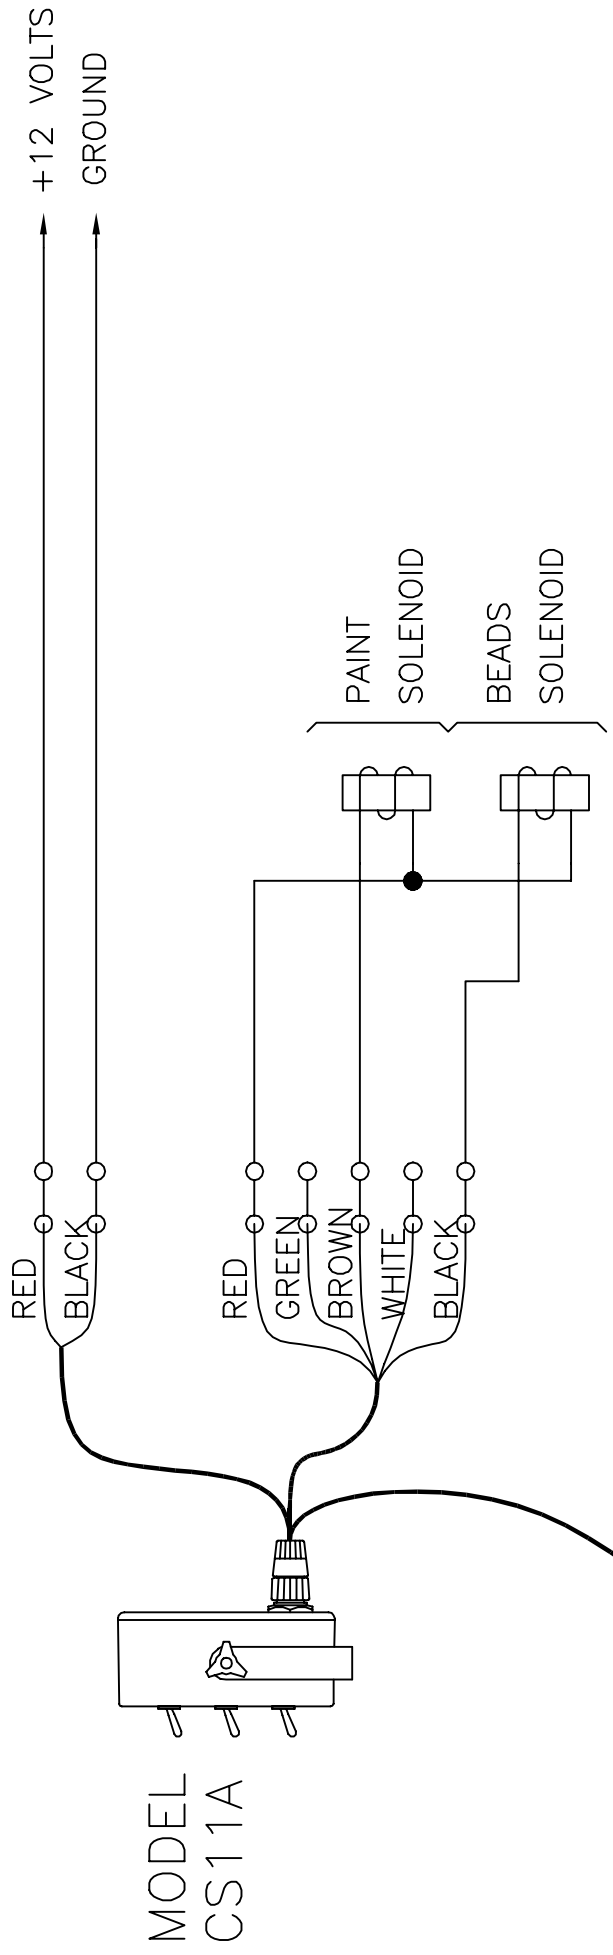 +12 VOLTS
GROUND
PAINT
SOLENOID
BEADS
SOLENOID
RED
BLACK
RED
GREEN
BROWN
WHITE
BLACK
MODEL
CS11A